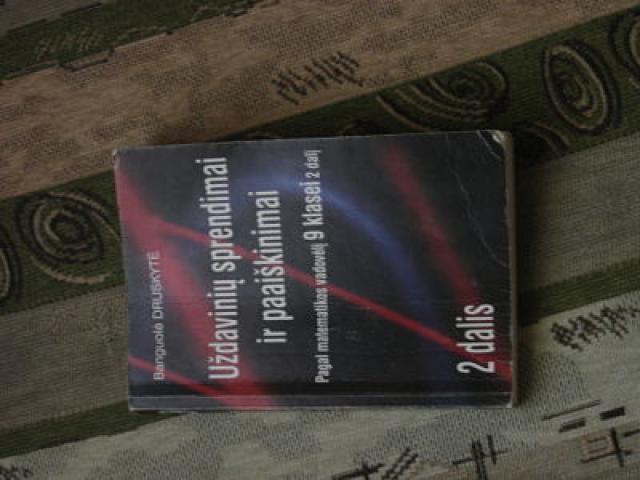 Banguolė DRUSKYTĖ
Uždavinių sprendimai
ir paaiškinimai
Pagal matematikos vadovėlį 9 klasei 2 dalį
2 dalis